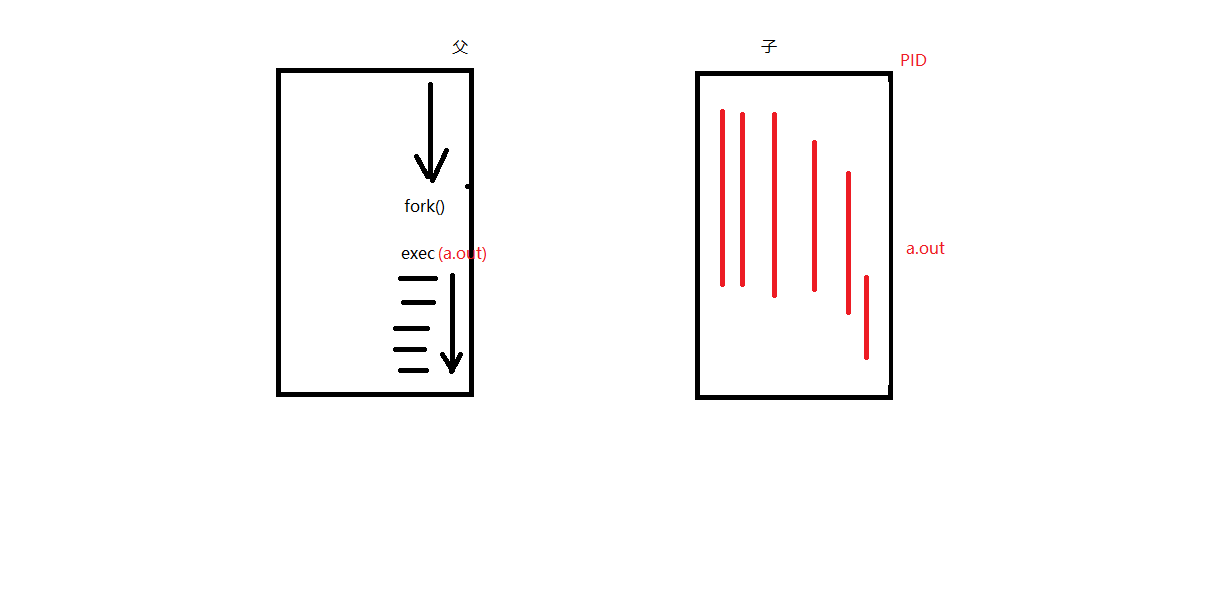 父
子
PID
fork()
exec(a.out)
a.out